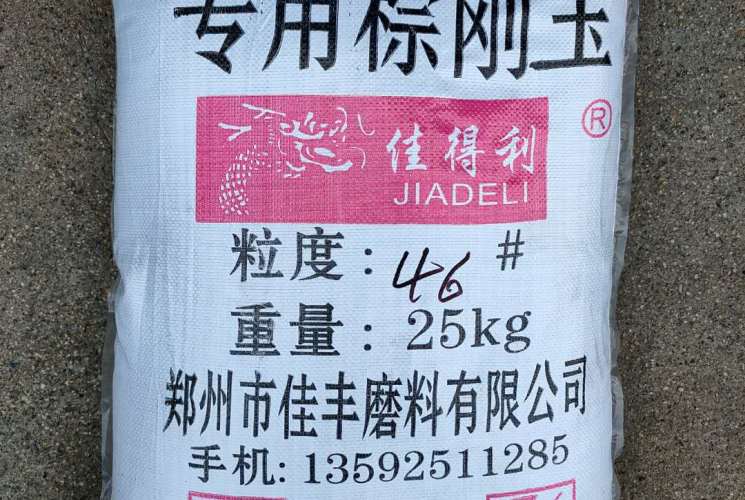 专用棕刚玉
®
佳得利
JIADELI
粒度：46#
重量：25kg
郑州市佳丰磨料有限公司
手机：13592511285